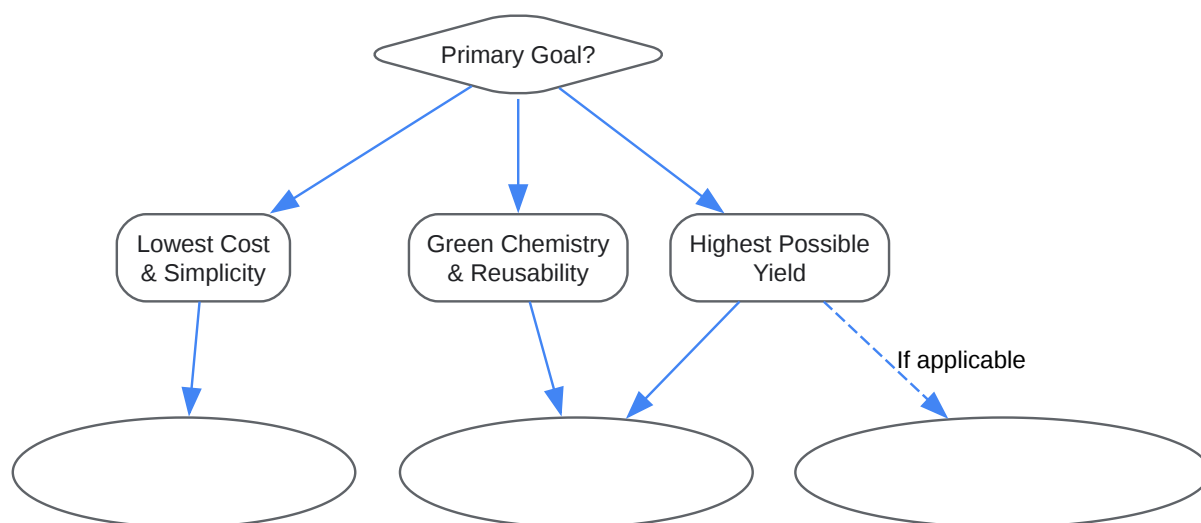 Primary Goal?
Lowest Cost
& Simplicity
Green Chemistry
& Reusability
Highest Possible
Yield
If applicable